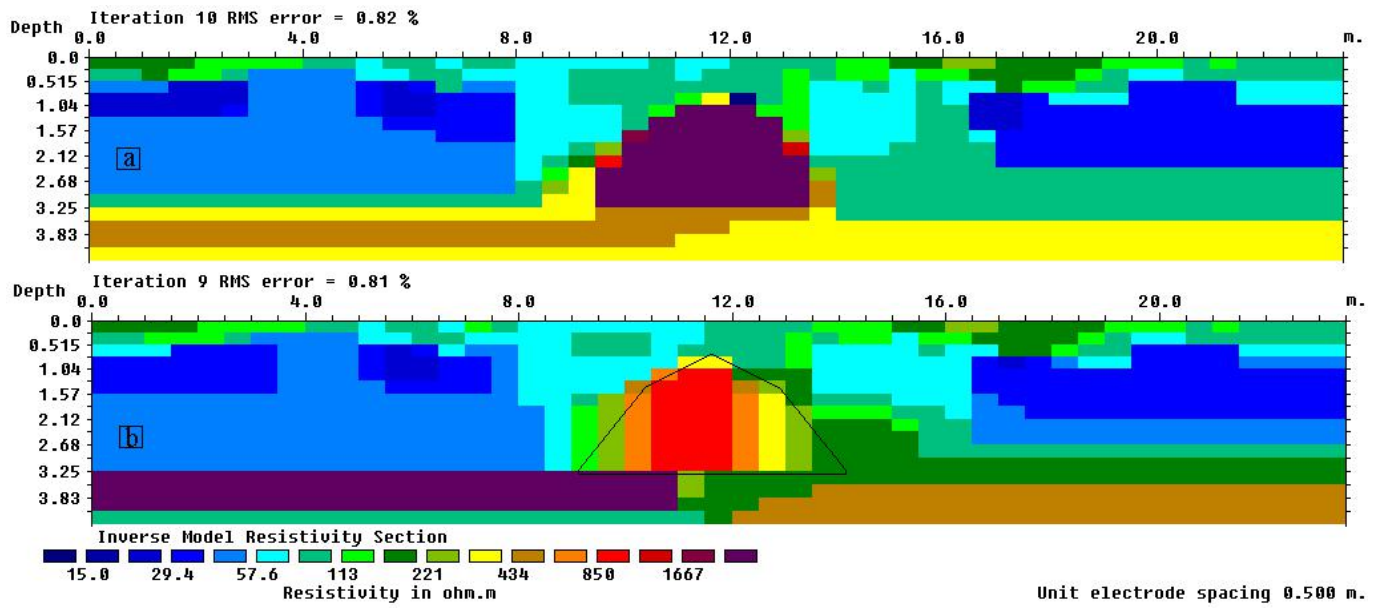 Iteration 10 RMS error = 0.82 %
Depth
0.0 4.0 8.0 12.0 16.0 20.0 m.
0.0
0.515
1.04
1.57
2.12
2.68
3.25
3.83
a
Iteration 9 RMS error = 0.81 %
Depth
0.0 4.0 8.0 12.0 16.0 20.0 m.
0.0
0.515
1.04
1.57
2.12
2.68
3.25
3.83
b
Inverse Model Resistivity Section
15.0 29.4 57.6 113 221 434 850 1667
Resistivity in ohm.m
Unit electrode spacing 0.500 m.